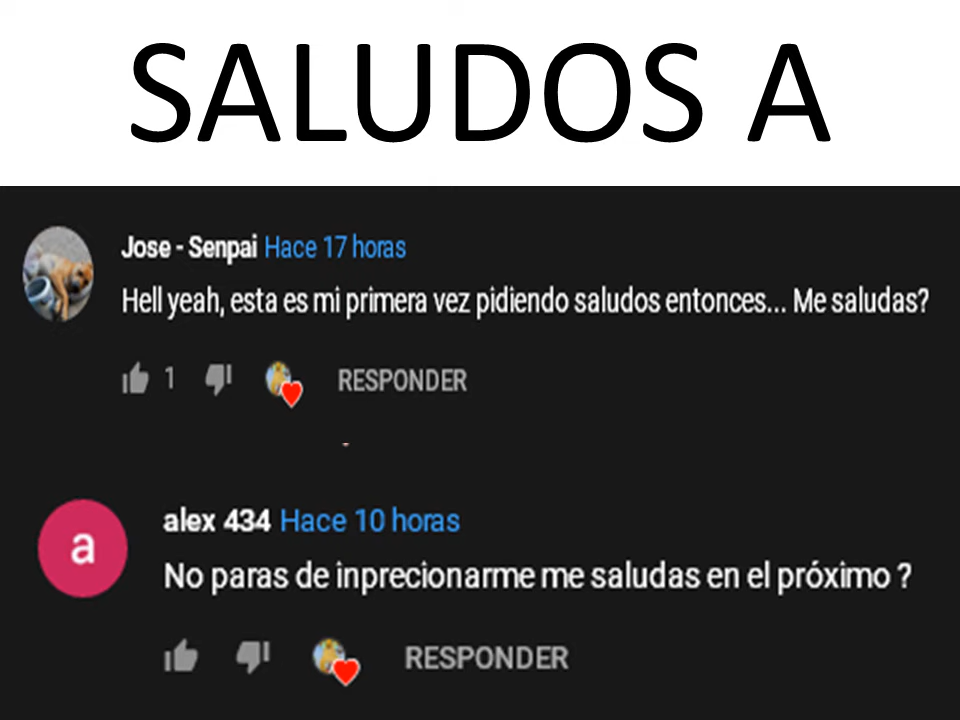 SALUDOS A
Jose - Senpai Hace 17 horas
Hell yeah, esta es mi primera vez pidiendo saludos entonces... Me saludas?
1 RESPONDER
a
alex 434 Hace 10 horas
No paras de inprecionarme me saludas en el próximo ?
RESPONDER